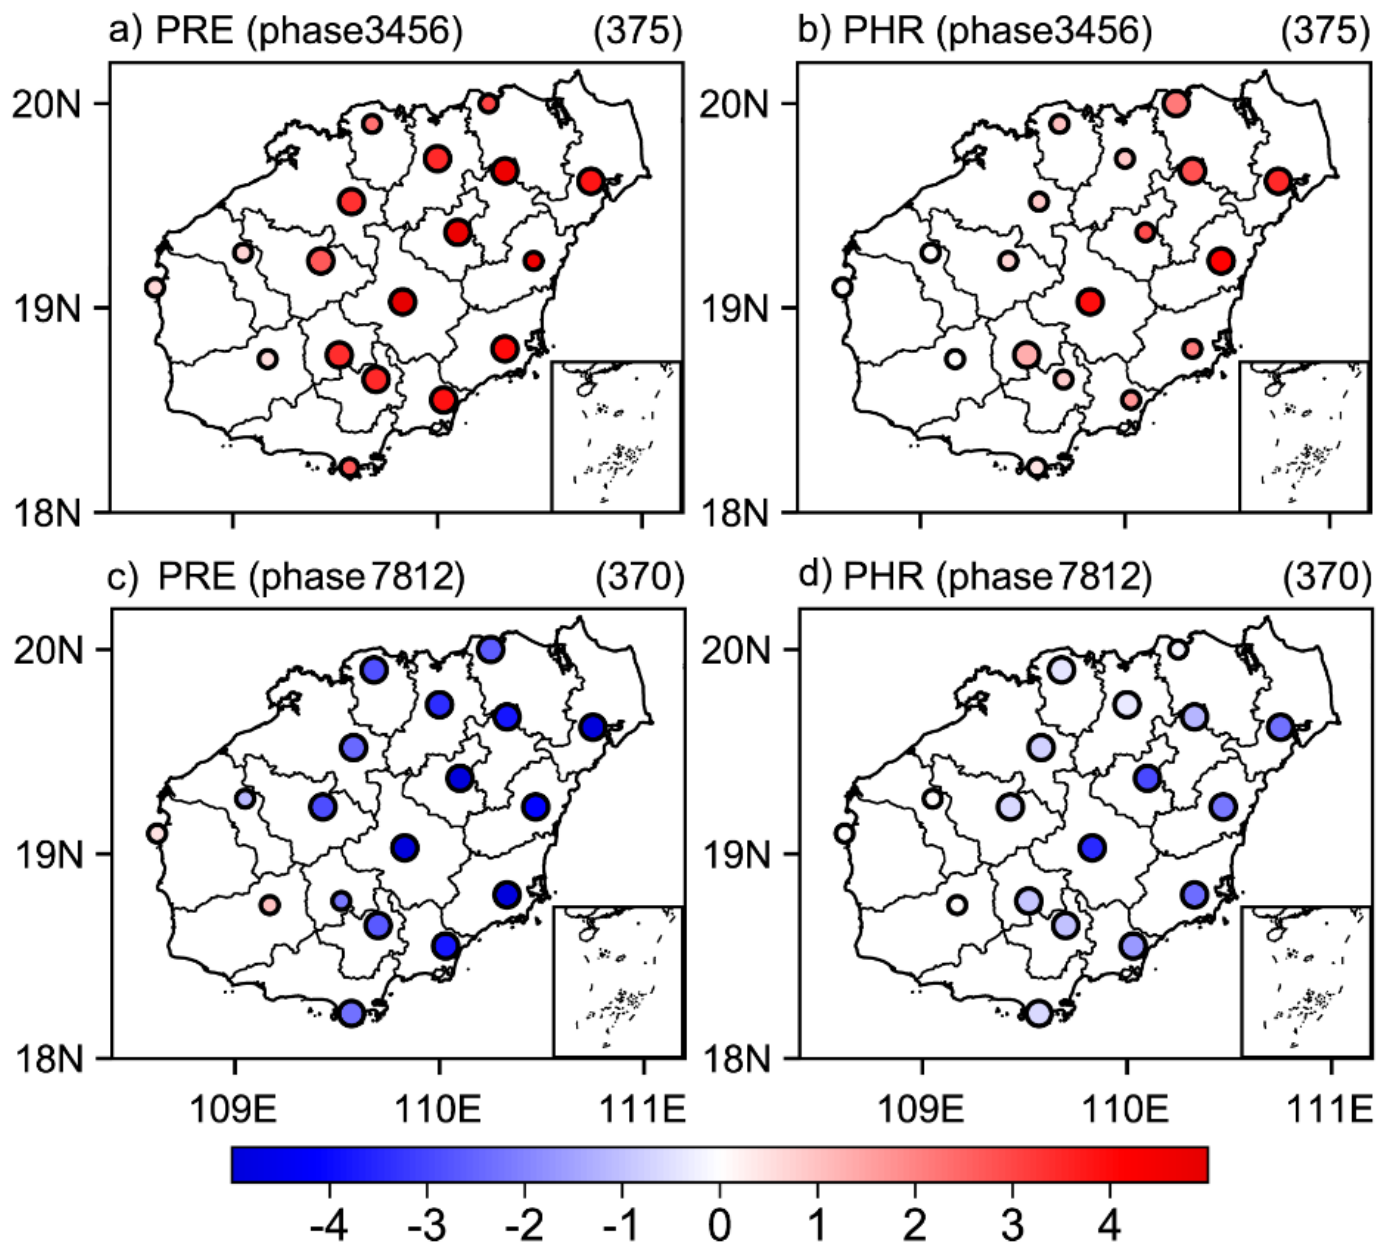 a) PRE (phase3456) (375)
b) PHR (phase3456) (375)
20N
19N
18N
20N
19N
18N
c) PRE (phase7812) (370)
d) PHR (phase7812) (370)
20N
19N
18N
20N
19N
18N
109E 110E 111E
109E 110E 111E
-4 -3 -2 -1 0 1 2 3 4